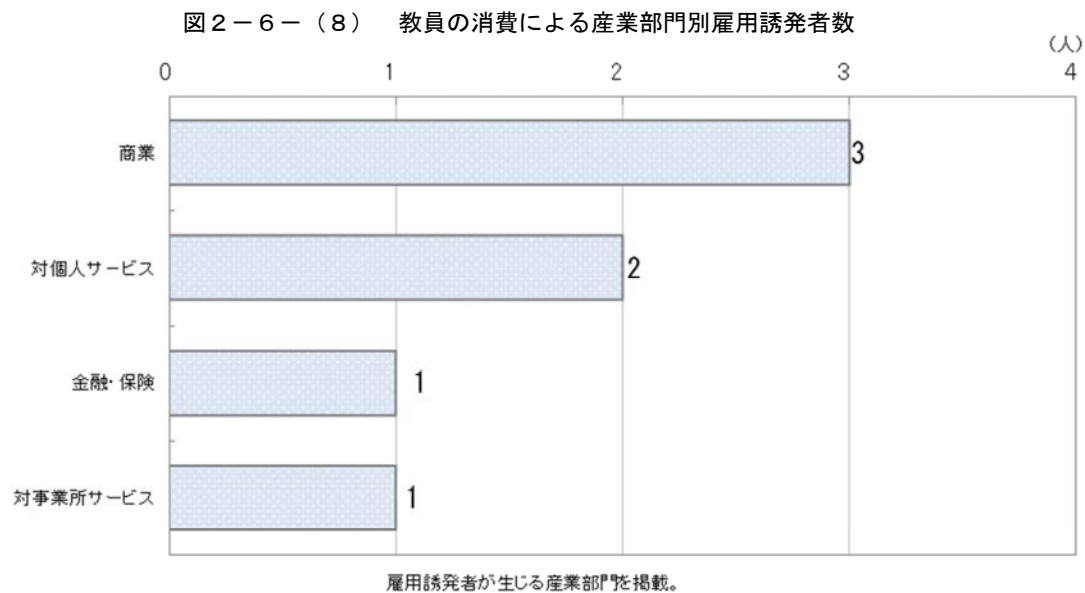 図２－６－（８）　教員の消費による産業部門別雇用誘発者数
（人）
0 1 2 3 4
商業 3
対個人サービス 2
金融・保険 1
対事業所サービス 1
雇用誘発者が生じる産業部門を掲載。